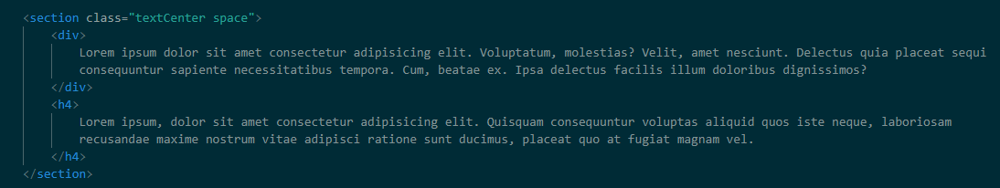 <section class="textCenter space">
<div>
Lorem ipsum dolor sit amet consectetur adipisicing elit. Voluptatum, molestias? Velit, amet nesciunt. Delectus quia placeat sequi
consequuntur sapiente necessitatibus tempora. Cum, beatae ex. Ipsa delectus facilis illum doloribus dignissimos?
</div>
<h4>
Lorem ipsum, dolor sit amet consectetur adipisicing elit. Quisquam consequuntur voluptas aliquid quos iste neque, laboriosam
recusandae maxime nostrum vitae adipisci ratione sunt ducimus, placeat quo at fugiat magnam vel.
</h4>
</section>